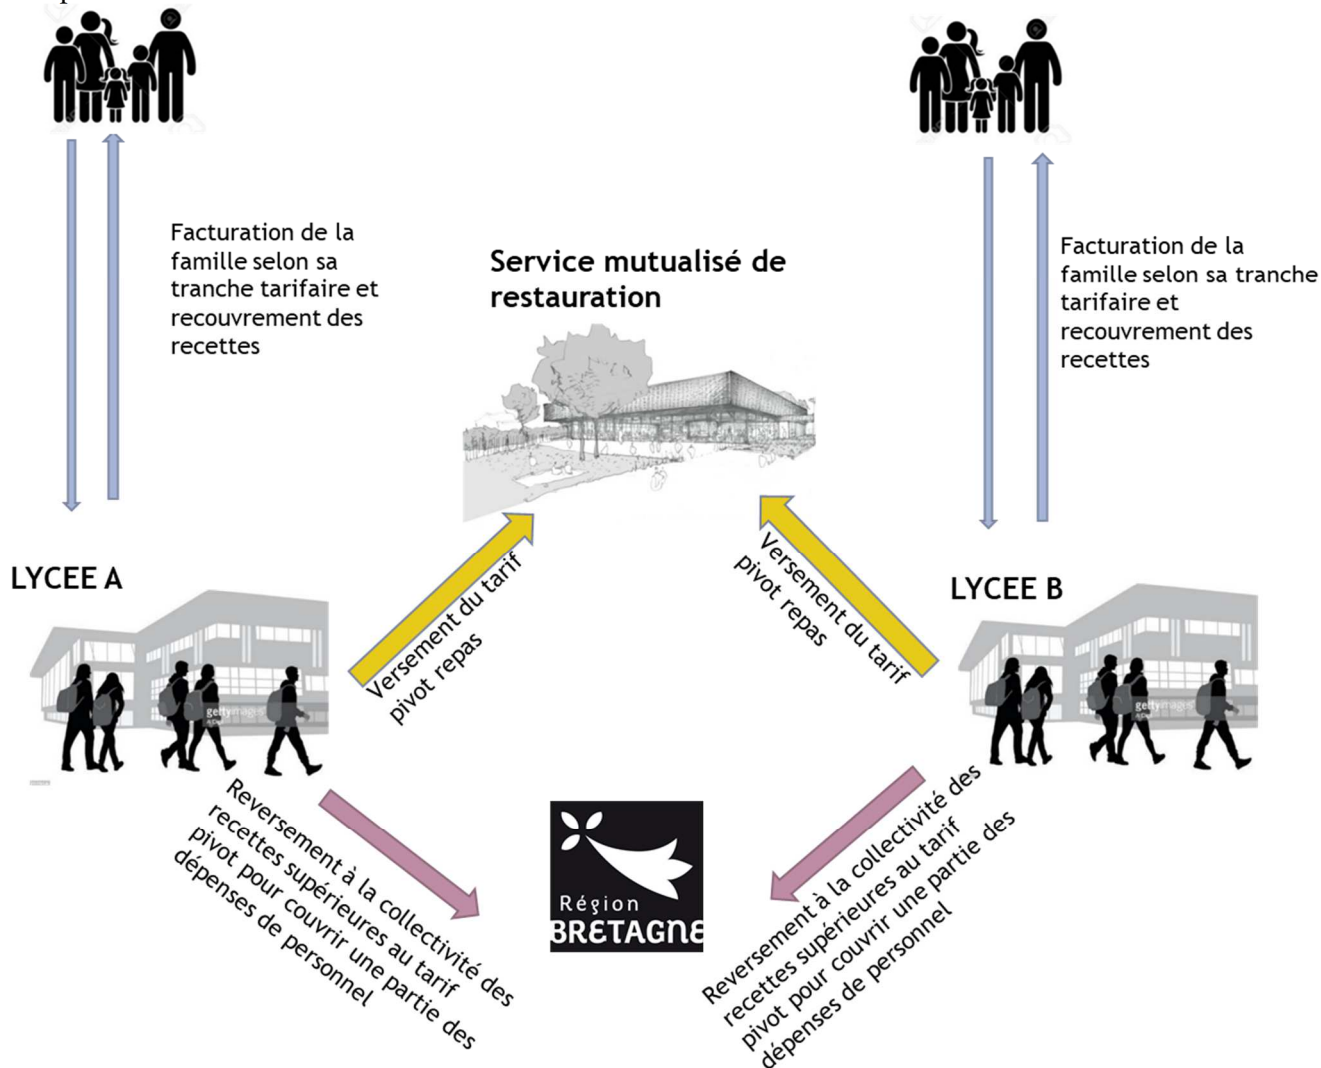 Facturation de la
famille selon sa
tranche tarifaire et
recouvrement des
recettes
Service mutualisé de
restauration
Facturation de la
famille selon sa tranche
tarifaire et
recouvrement des
recettes
LYCEE A
Versement du tarif
pivot repas
Versement du tarif
pivot repas
LYCEE B
gettyimages
gettyimages
Reversement à la collectivité des
recettes supérieures au tarif
pivot pour couvrir une partie des
dépenses de personnel
Région
BRETAGNE
Reversement à la collectivité des
recettes supérieures au tarif
pivot pour couvrir une partie des
dépenses de personnel